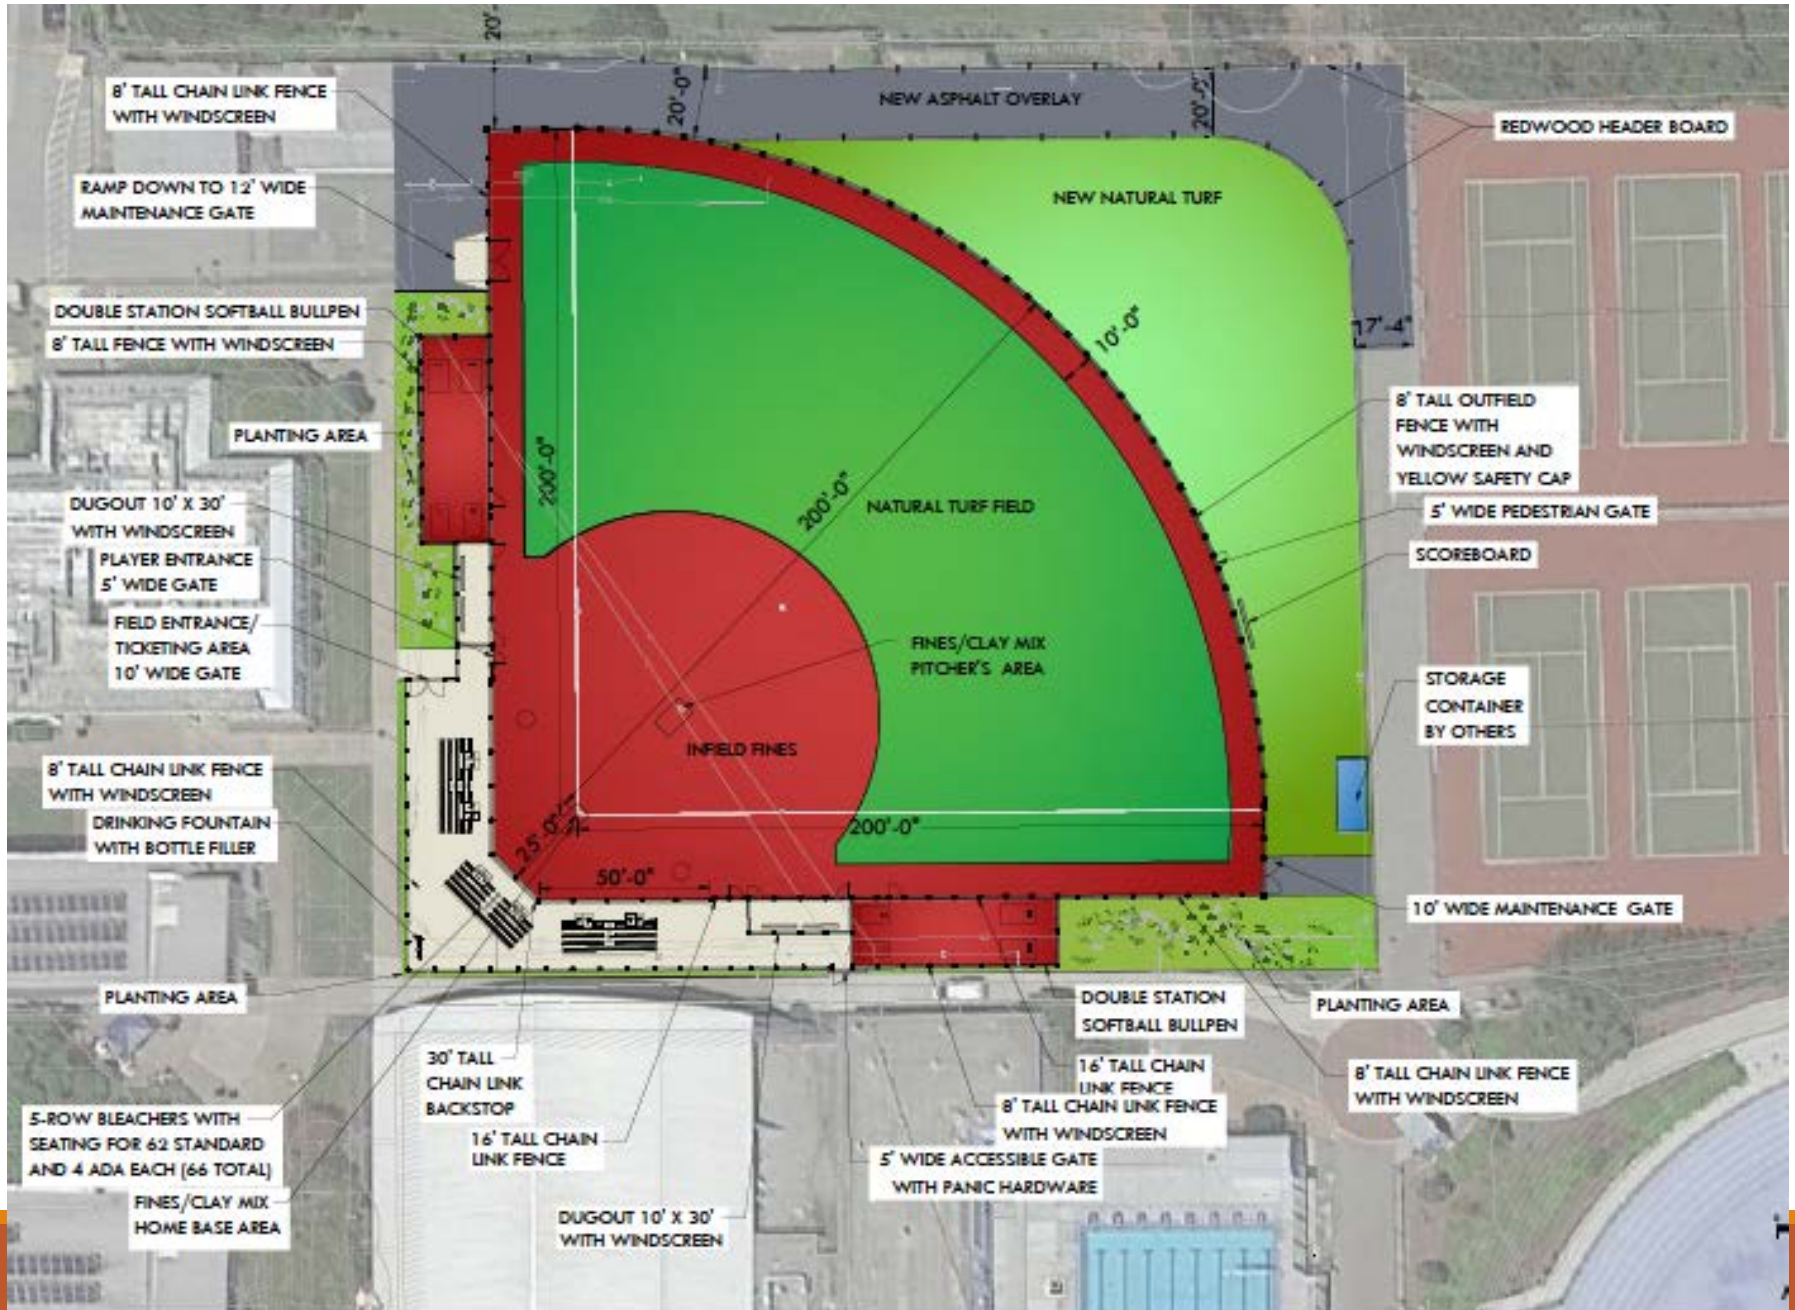 20'
8' TALL CHAIN LINK FENCE
WITH WINDSCREEN
20'-0"
NEW ASPHALT OVERLAY
20'-0"
REDWOOD HEADER BOARD
RAMP DOWN TO 12' WIDE
MAINTENANCE GATE
NEW NATURAL TURF
DOUBLE STATION SOFTBALL BULLPEN
8' TALL FENCE WITH WINDSCREEN
10'-0"
17'-4"
PLANTING AREA
8' TALL OUTFIELD
FENCE WITH
WINDSCREEN AND
YELLOW SAFETY CAP
200'-0"
200'-0"
NATURAL TURF FIELD
DUGOUT 10' X 30'
WITH WINDSCREEN
5' WIDE PEDESTRIAN GATE
PLAYER ENTRANCE
5' WIDE GATE
SCOREBOARD
FIELD ENTRANCE/
TICKETING AREA
10' WIDE GATE
FINES/CLAY MIX
PITCHER'S AREA
STORAGE
CONTAINER
BY OTHERS
INFIELD FINES
8' TALL CHAIN LINK FENCE
WITH WINDSCREEN
DRINKING FOUNTAIN
WITH BOTTLE FILLER
25'-0"
200'-0"
50'-0"
10' WIDE MAINTENANCE GATE
PLANTING AREA
DOUBLE STATION
SOFTBALL BULLPEN
PLANTING AREA
30' TALL
CHAIN LINK
BACKSTOP
16' TALL CHAIN
LINK FENCE
8' TALL CHAIN LINK FENCE
WITH WINDSCREEN
8' TALL CHAIN LINK FENCE
WITH WINDSCREEN
5-ROW BLEACHERS WITH
SEATING FOR 62 STANDARD
AND 4 ADA EACH (66 TOTAL)
16' TALL CHAIN
LINK FENCE
5' WIDE ACCESSIBLE GATE
WITH PANIC HARDWARE
FINES/CLAY MIX
HOME BASE AREA
DUGOUT 10' X 30'
WITH WINDSCREEN